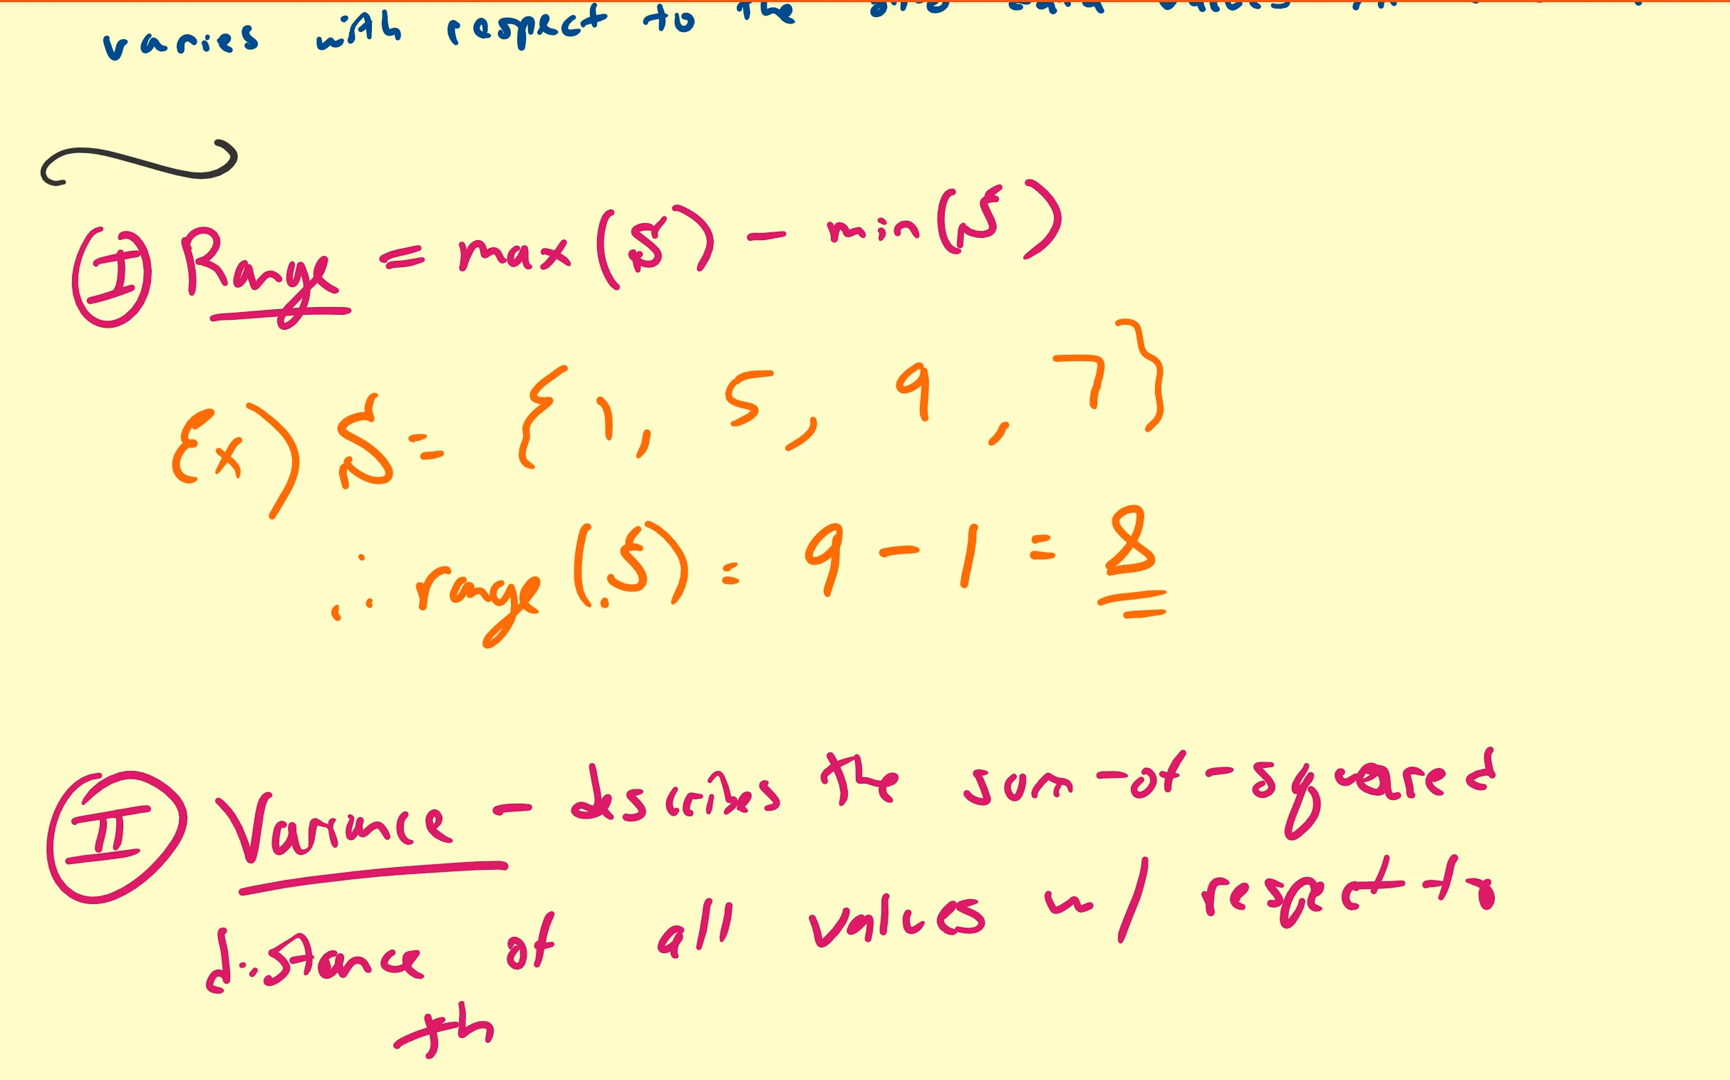 varies with respect to the
(I) Range = max(S) - min(S)
Ex) S = {1, 5, 9, 7}
∴ range(S) = 9 - 1 = 8
(II) Variance - describes the sum-of-squared
distance of all values w/ respect to
th